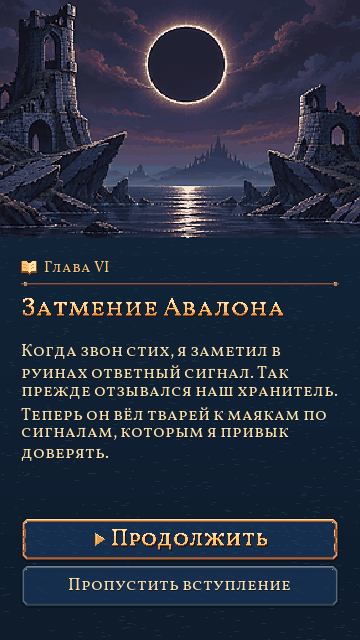 Глава VI
Затмение Авалона
Когда звон стих, я заметил в
руинах ответный сигнал. Так
прежде отзывался наш хранитель.
Теперь он вёл тварей к маякам по
сигналам, которым я привык
доверять.
Продолжить
Пропустить вступление